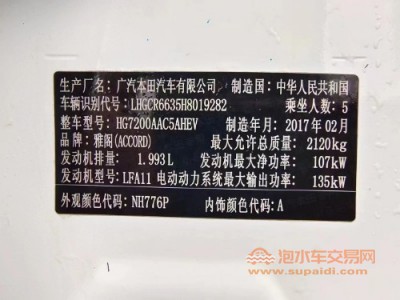 生产厂名：广汽本田汽车有限公司 制造国：中华人民共和国
车辆识别代号：LHGCR6635H8019282 乘坐人数：5
整车型号：HG7200AAC5AHEV 制造年月：2017年02月
品牌：雅阁(ACCORD) 最大允许总质量：2120kg
发动机排量：1.993L 发动机最大净功率：107kW
发动机型号：LFA11 电动动力系统最大输出功率：135kW
外观颜色代码：NH776P 内饰颜色代码：A
泡水车交易网
www.supaidi.com